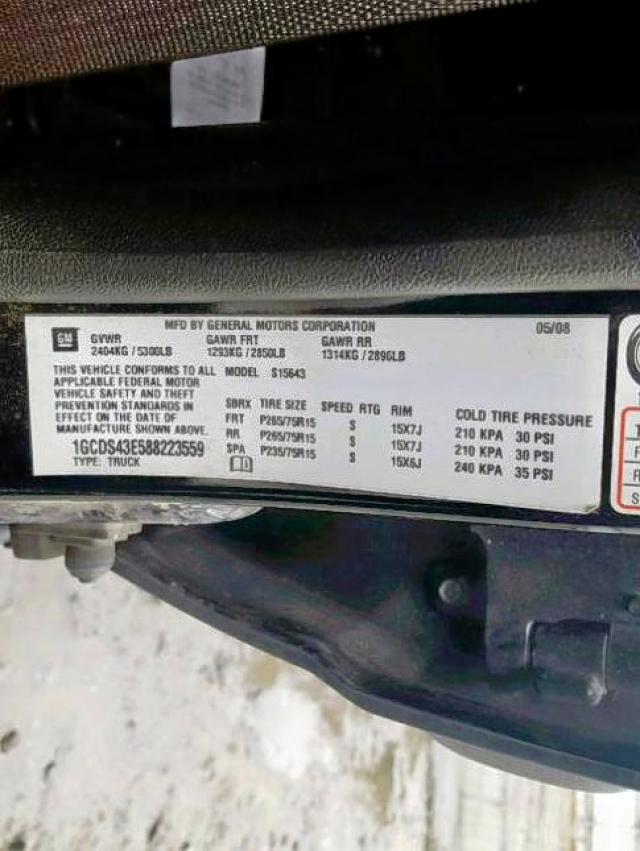 MFD BY GENERAL MOTORS CORPORATION 05/08
GM GVWR GAWR FRT GAWR RR
2404KG / 5300LB 1293KG / 2850LB 1314KG / 2896LB
THIS VEHICLE CONFORMS TO ALL MODEL S15643
APPLICABLE FEDERAL MOTOR
VEHICLE SAFETY AND THEFT
PREVENTION STANDARDS IN
EFFECT ON THE DATE OF
MANUFACTURE SHOWN ABOVE.
1GCDS43E588223559
TYPE: TRUCK
SBRX TIRE SIZE SPEED RTG RIM COLD TIRE PRESSURE
FRT P265/75R15 S 15X7J 210 KPA 30 PSI
RR P265/75R15 S 15X7J 210 KPA 30 PSI
SPA P235/75R15 S 15X6J 240 KPA 35 PSI
T
F
R
S